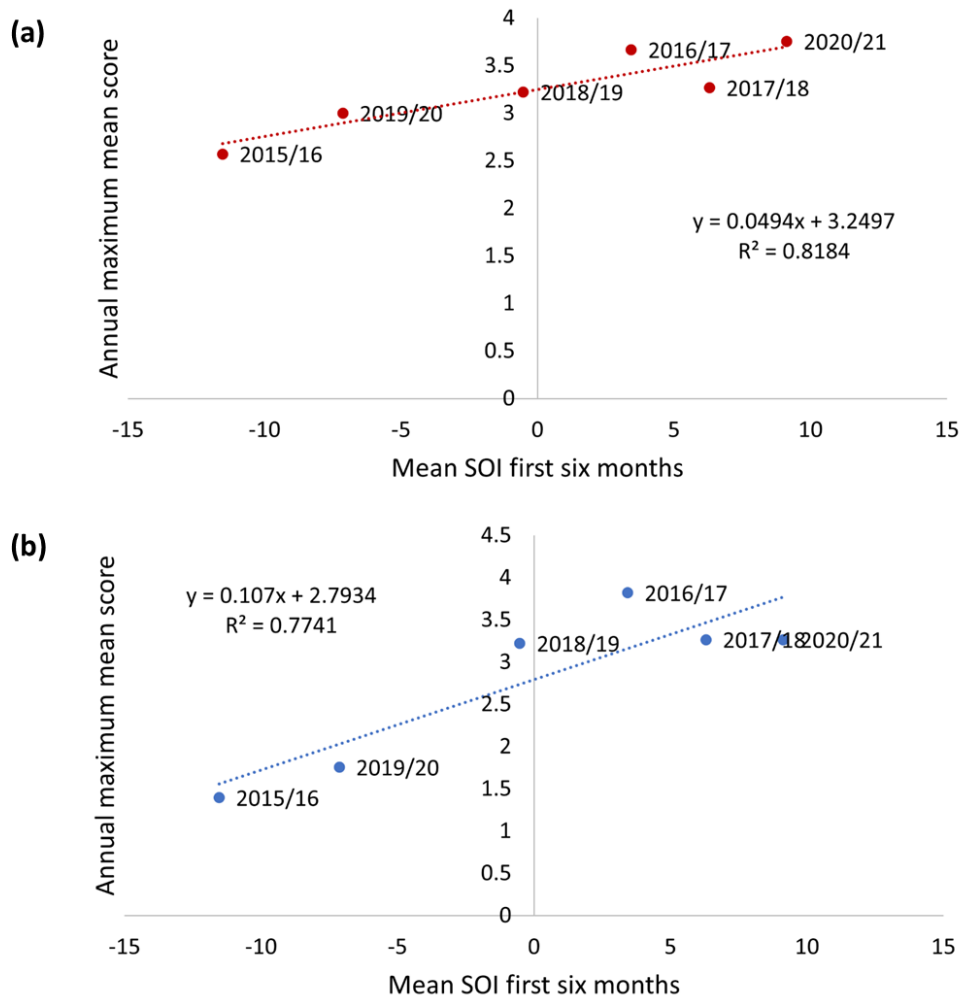 (a)
Annual maximum mean score
4
3.5
3
2.5
2
1.5
1
0.5
0
2016/17
2020/21
2018/19
2017/18
2019/20
2015/16
y = 0.0494x + 3.2497
R² = 0.8184
-15 -10 -5 0 5 10 15
Mean SOI first six months
(b)
Annual maximum mean score
4.5
4
3.5
3
2.5
2
1.5
1
0.5
0
y = 0.107x + 2.7934
R² = 0.7741
2016/17
2018/19
2017/18
2020/21
2019/20
2015/16
-15 -10 -5 0 5 10 15
Mean SOI first six months